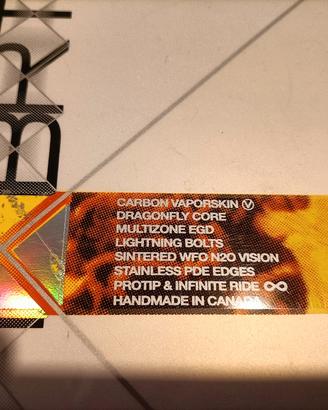 BRI
CARBON VAPORSKIN Ⓥ
DRAGONFLY CORE
MULTIZONE EGD
LIGHTNING BOLTS
SINTERED WFO N2O VISION
STAINLESS PDE EDGES
PROTIP & INFINITE RIDE ∞
HANDMADE IN CANADA